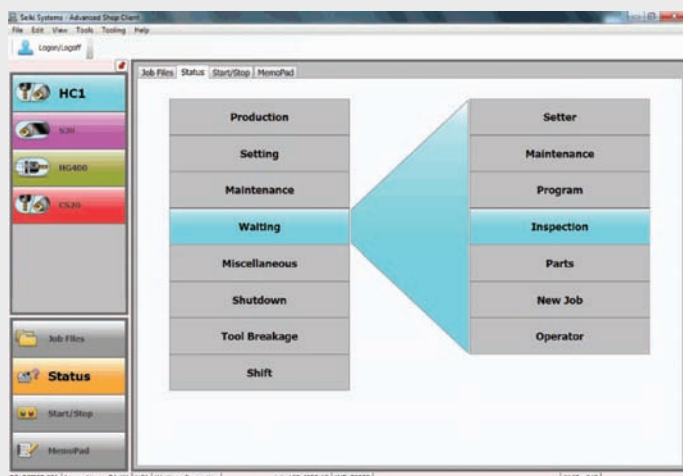 Seiki Systems - Advanced Shop Client
File Edit View Tools Tooling Help
Logon/Logoff
HC1
S30
HG400
Job Files
Status
Start/Stop
MemoPad
Job Files Status Start/Stop MemoPad
Production
Setting
Maintenance
Waiting
Miscellaneous
Shutdown
Tool Breakage
Shift
Setter
Maintenance
Program
Inspection
Parts
New Job
Operator